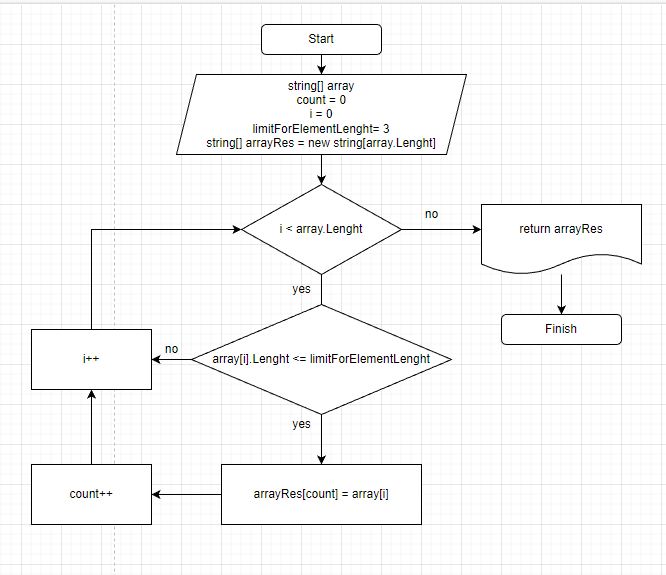 Start
string[] array
count = 0
i = 0
limitForElementLenght= 3
string[] arrayRes = new string[array.Lenght]
i < array.Lenght
no
return arrayRes
yes
Finish
i++
no
array[i].Lenght <= limitForElementLenght
yes
count++
arrayRes[count] = array[i]